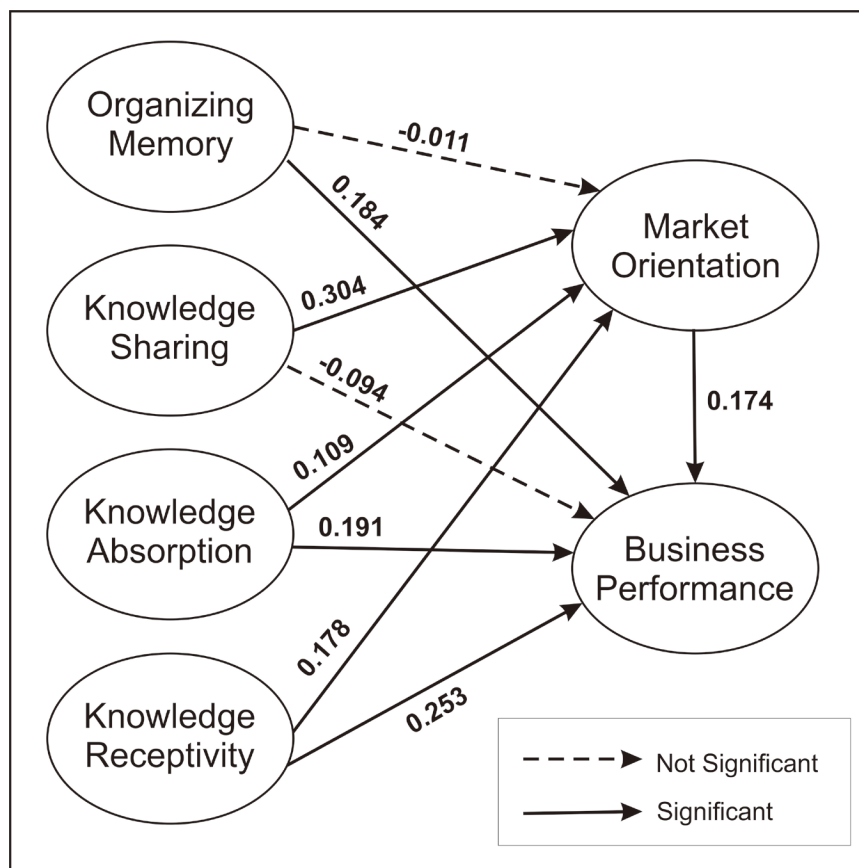 Organizing
Memory
-0.011
0.184
Market
Orientation
Knowledge
Sharing
0.304
-0.094
0.174
0.109
Knowledge
Absorption
0.191
Business
Performance
0.178
Knowledge
Receptivity
0.253
Not Significant
Significant